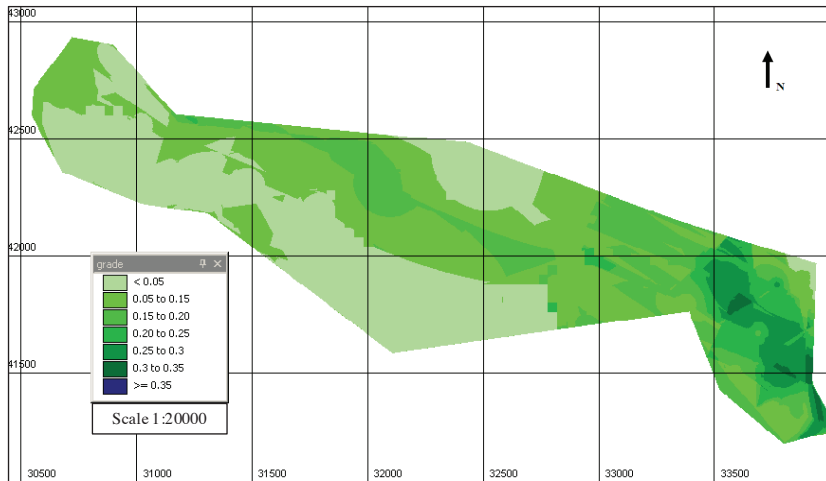 43000
N
42500
42000
grade
< 0.05
0.05 to 0.15
0.15 to 0.20
0.20 to 0.25
0.25 to 0.3
0.3 to 0.35
>= 0.35
41500
Scale 1:20000
30500 31000 31500 32000 32500 33000 33500